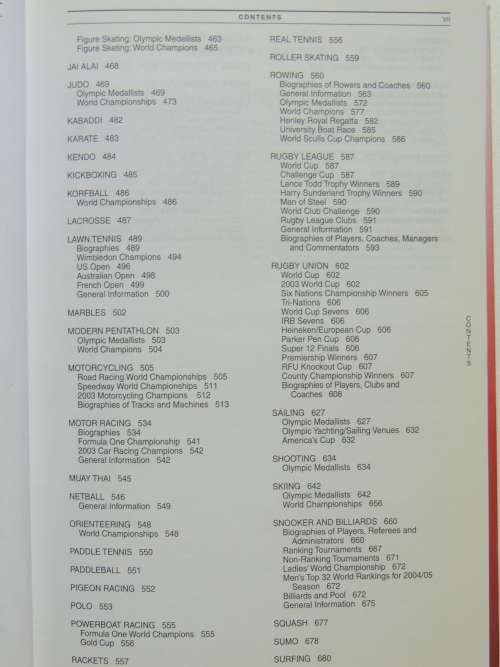 CONTENTS
vii
Figure Skating: Olympic Medallists 463
Figure Skating: World Champions 465
JAI ALAI 468
JUDO 469
Olympic Medallists 469
World Championships 473
KABADDI 482
KARATE 483
KENDO 484
KICKBOXING 485
KORFBALL 486
World Championships 486
LACROSSE 487
LAWN TENNIS 489
Biographies 489
Wimbledon Champions 494
US Open 496
Australian Open 498
French Open 499
General Information 500
MARBLES 502
MODERN PENTATHLON 503
Olympic Medallists 503
World Champions 504
MOTORCYCLING 505
Road Racing World Championships 505
Speedway World Championships 511
2003 Motorcycling Champions 512
Biographies of Tracks and Machines 513
MOTOR RACING 534
Biographies 534
Formula One Championship 541
2003 Car Racing Champions 542
General Information 542
MUAY THAI 545
NETBALL 546
General Information 549
ORIENTEERING 548
World Championships 548
PADDLE TENNIS 550
PADDLEBALL 551
PIGEON RACING 552
POLO 553
POWERBOAT RACING 555
Formula One World Champions 555
Gold Cup 556
RACKETS 557
REAL TENNIS 556
ROLLER SKATING 559
ROWING 560
Biographies of Rowers and Coaches 560
General Information 563
Olympic Medallists 572
World Champions 577
Henley Royal Regatta 582
University Boat Race 585
World Sculls Cup Champions 586
RUGBY LEAGUE 587
World Cup 587
Challenge Cup 587
Lance Todd Trophy Winners 589
Harry Sunderland Trophy Winners 590
Man of Steel 590
World Club Challenge 590
Rugby League Clubs 591
General Information 591
Biographies of Players, Coaches, Managers
and Commentators 593
RUGBY UNION 602
World Cup 602
2003 World Cup 602
Six Nations Championship Winners 605
Tri-Nations 606
World Cup Sevens 606
IRB Sevens 606
Heineken/European Cup 606
Parker Pen Cup 606
Super 12 Finals 606
Premiership Winners 607
RFU Knockout Cup 607
County Championship Winners 607
Biographies of Players, Clubs and
Coaches 608
SAILING 627
Olympic Medallists 627
Olympic Yachting/Sailing Venues 632
America's Cup 632
SHOOTING 634
Olympic Medallists 634
SKIING 642
Olympic Medallists 642
World Championships 656
SNOOKER AND BILLIARDS 660
Biographies of Players, Referees and
Administrators 660
Ranking Tournaments 667
Non-Ranking Tournaments 671
Ladies' World Championship 672
Men's Top 32 World Rankings for 2004/05
Season 672
Billiards and Pool 672
General Information 675
SQUASH 677
SUMO 678
SURFING 680
CONTENTS